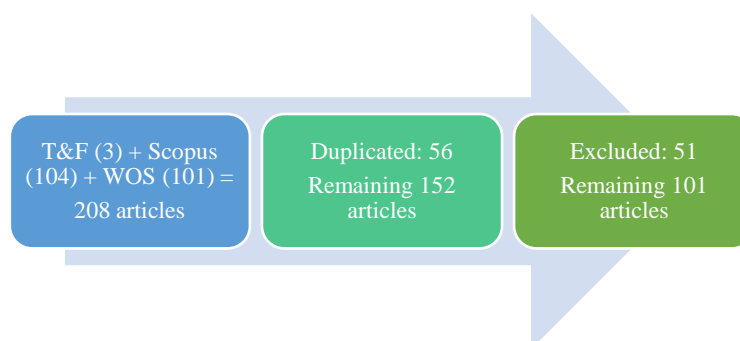 T&F (3) + Scopus
(104) + WOS (101) =
208 articles
Duplicated: 56
Remaining 152
articles
Excluded: 51
Remaining 101
articles